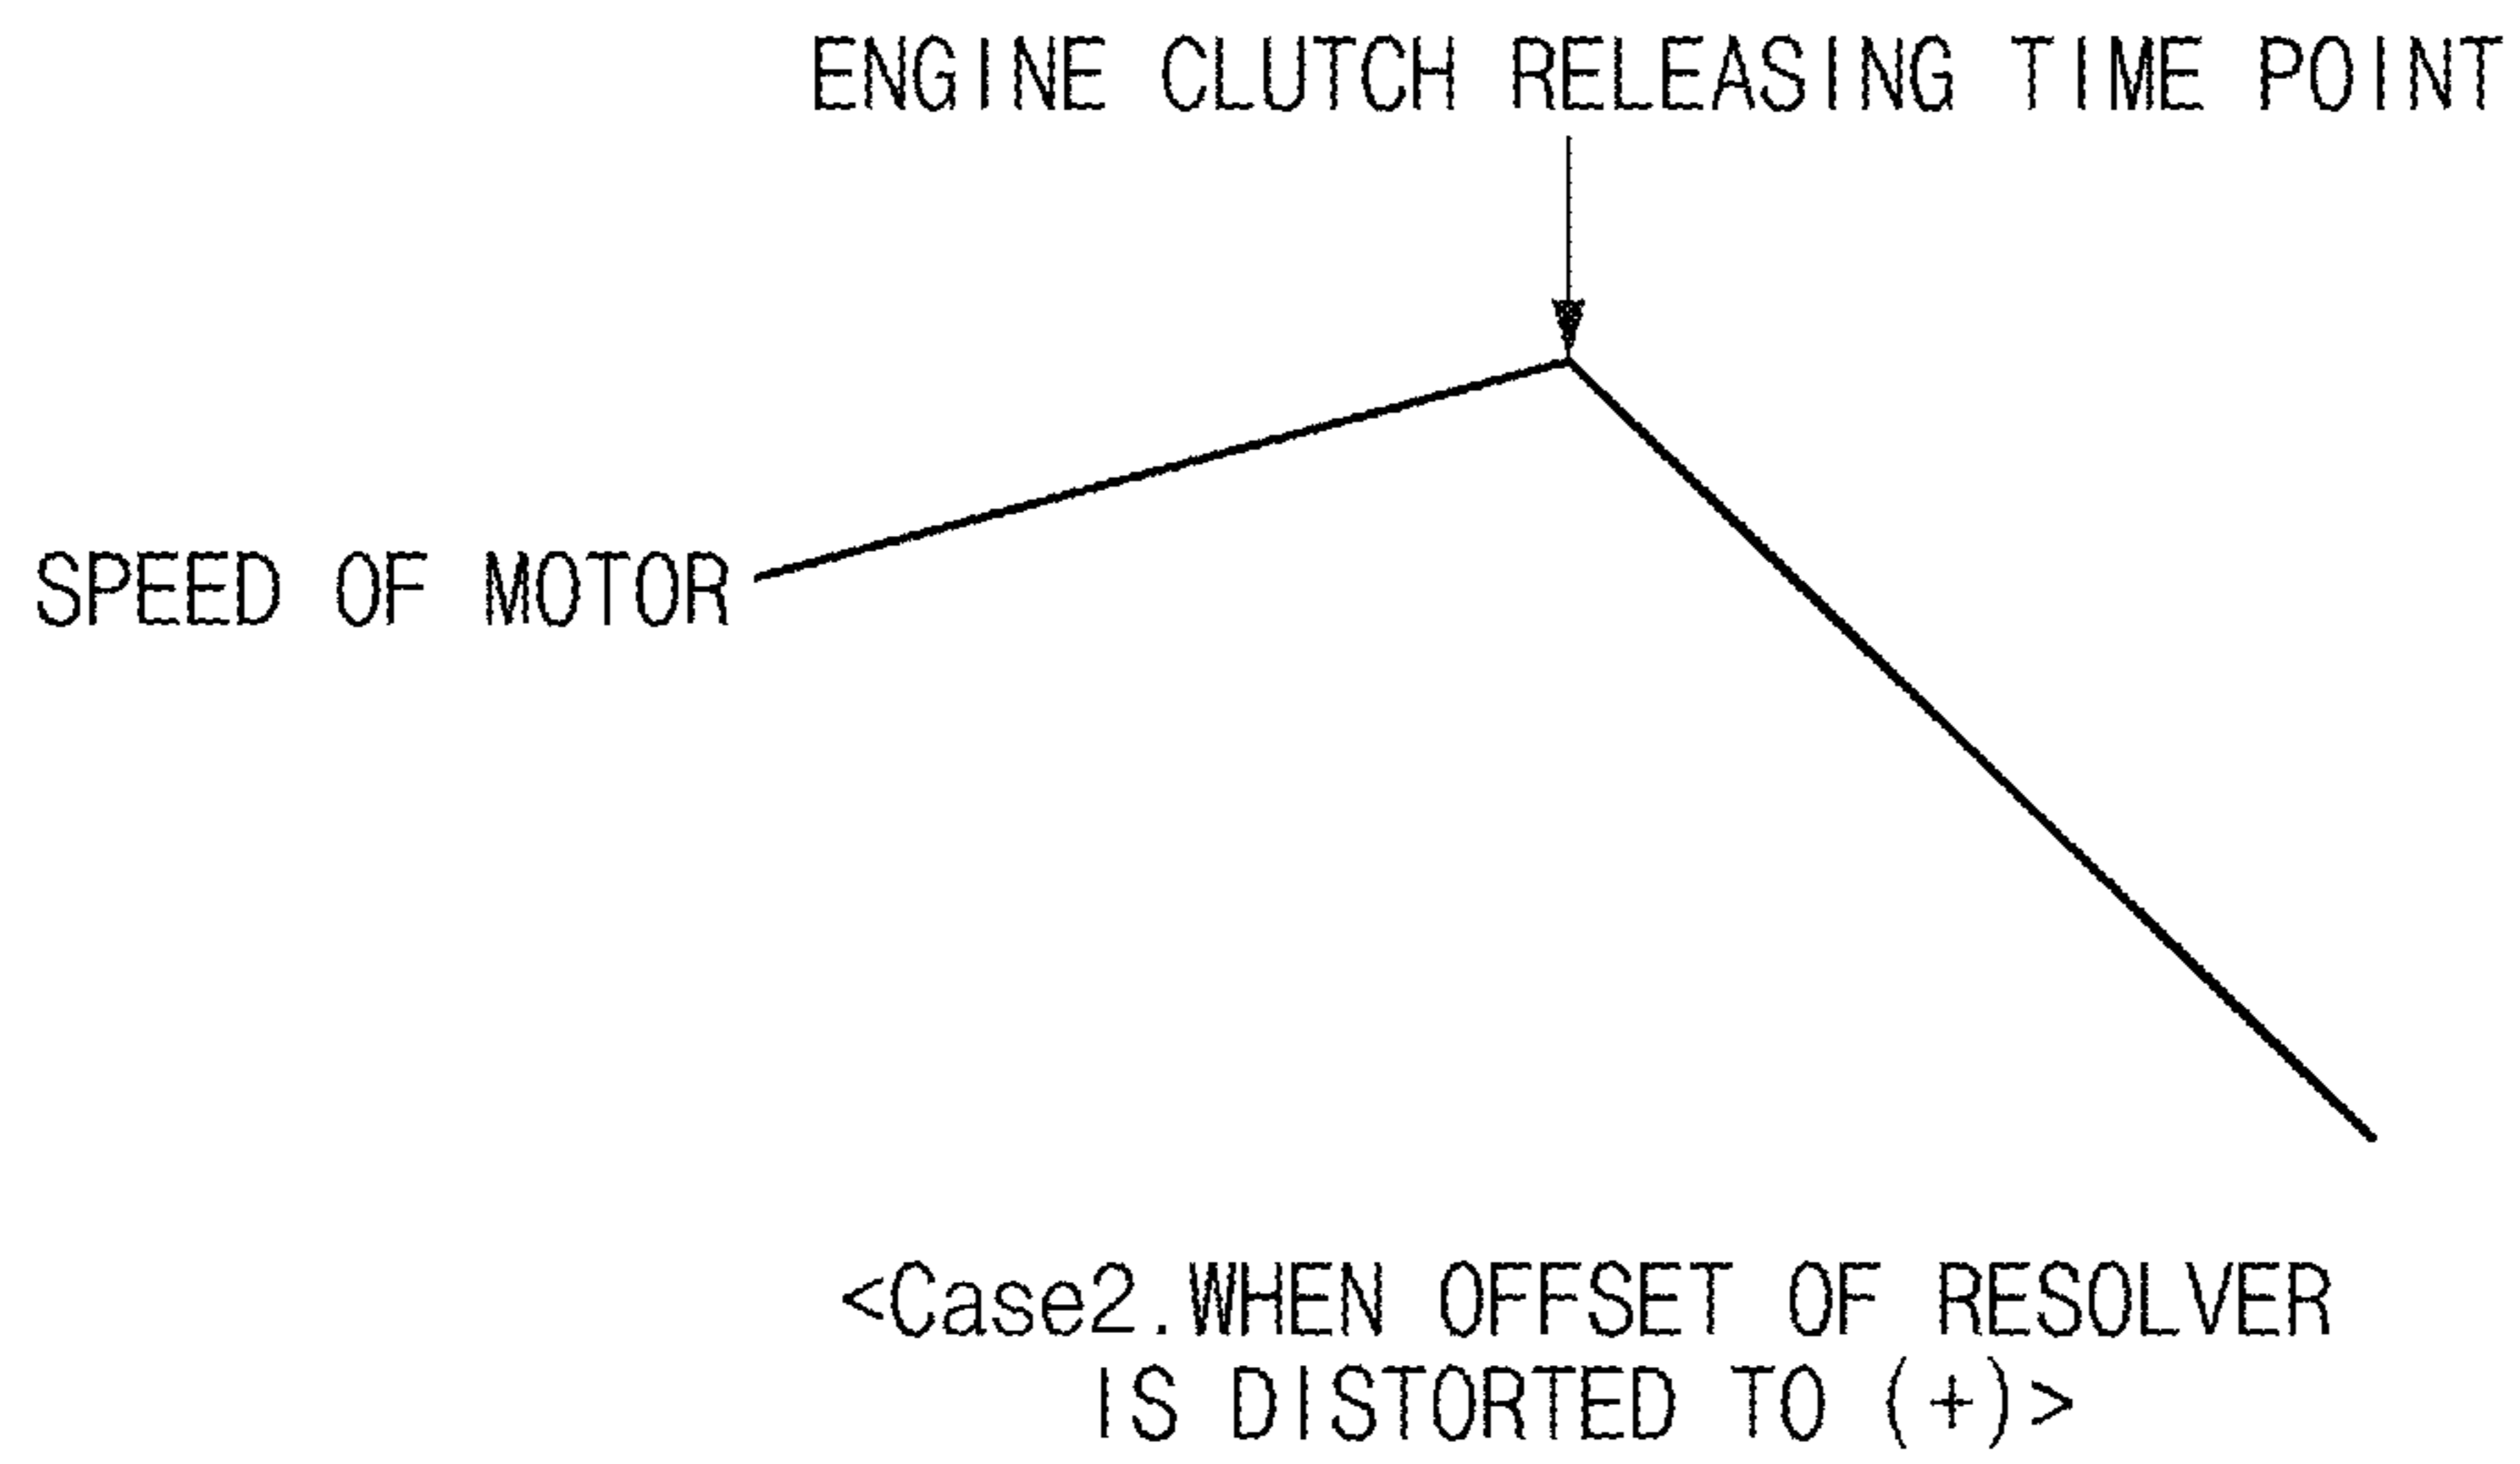 ENGINE CLUTCH RELEASING TIME POINT
SPEED OF MOTOR
<Case2.WHEN OFFSET OF RESOLVER
IS DISTORTED TO (+)>